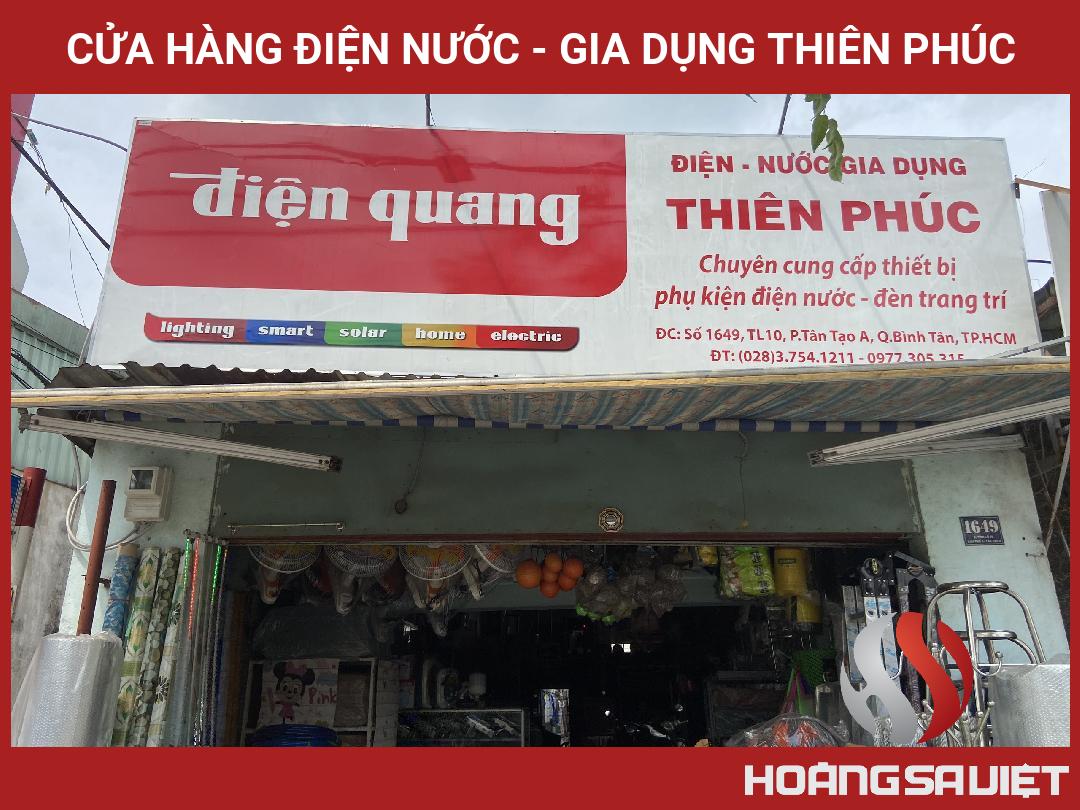 CỬA HÀNG ĐIỆN NƯỚC - GIA DỤNG THIÊN PHÚC
điện quang
lighting smart solar home electric
ĐIỆN - NƯỚC GIA DỤNG
THIÊN PHÚC
Chuyên cung cấp thiết bị
phụ kiện điện nước - đèn trang trí
ĐC: Số 1649, TL10, P.Tân Tạo A, Q.Bình Tân, TP.HCM
ĐT: (028)3.754.1211 - 0977.305.315
1649
Pink
HOÀNGSAVIỆT